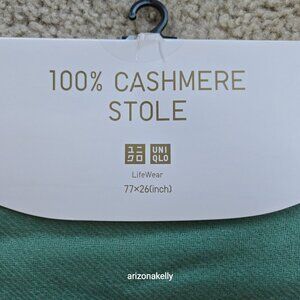 100% CASHMERE
STOLE
ユニ UNI
クロ QLO
LifeWear
77×26(inch)
arizonakelly